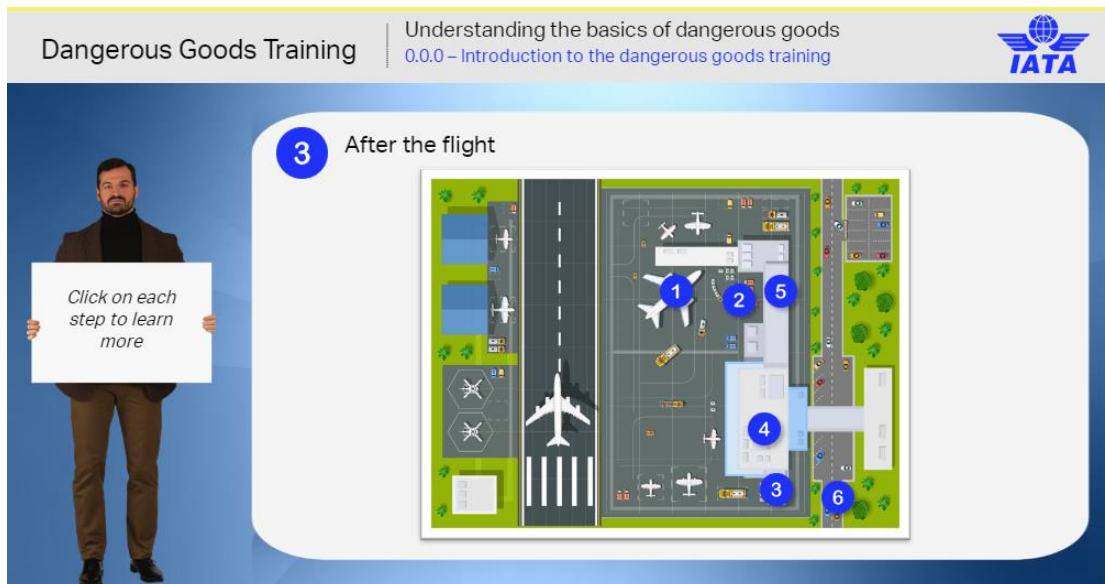 Dangerous Goods Training
Understanding the basics of dangerous goods
0.0.0 – Introduction to the dangerous goods training
IATA
3
After the flight
Click on each
step to learn
more
1
2
5
4
3
6